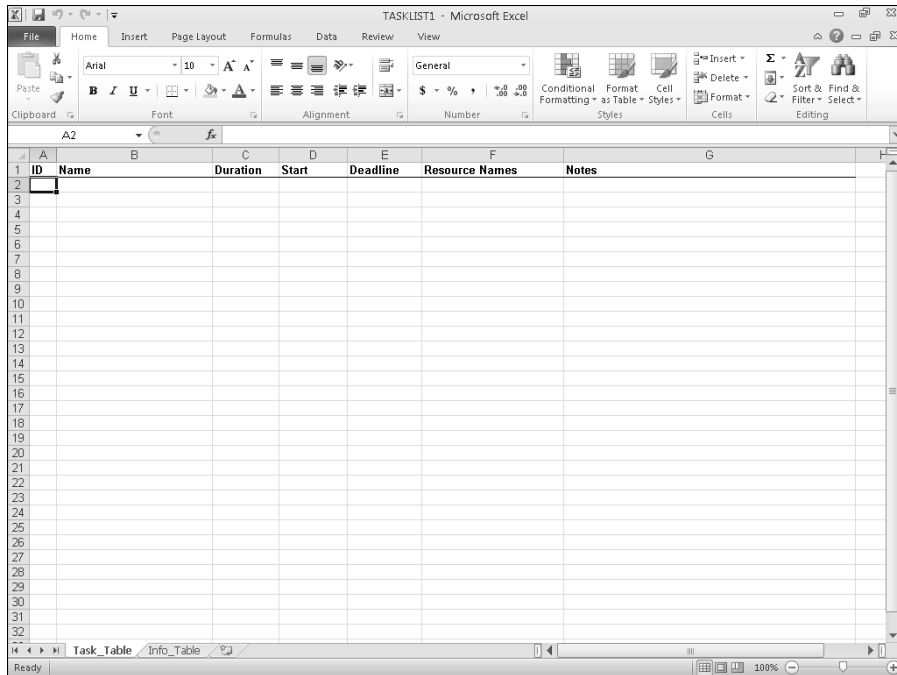 TASKLIST1 - Microsoft Excel
File Home Insert Page Layout Formulas Data Review View
Paste
Arial 10 A A
B I U A
General
$ % , .00 .00
Conditional Formatting
Format as Table
Cell Styles
Insert
Delete
Format
Σ
Sort & Filter
Find & Select
Clipboard Font Alignment Number Styles Cells Editing
A2 fx
A B C D E F G H
1 ID Name Duration Start Deadline Resource Names Notes
2
3
4
5
6
7
8
9
10
11
12
13
14
15
16
17
18
19
20
21
22
23
24
25
26
27
28
29
30
31
32
Task_Table Info_Table
Ready 100%